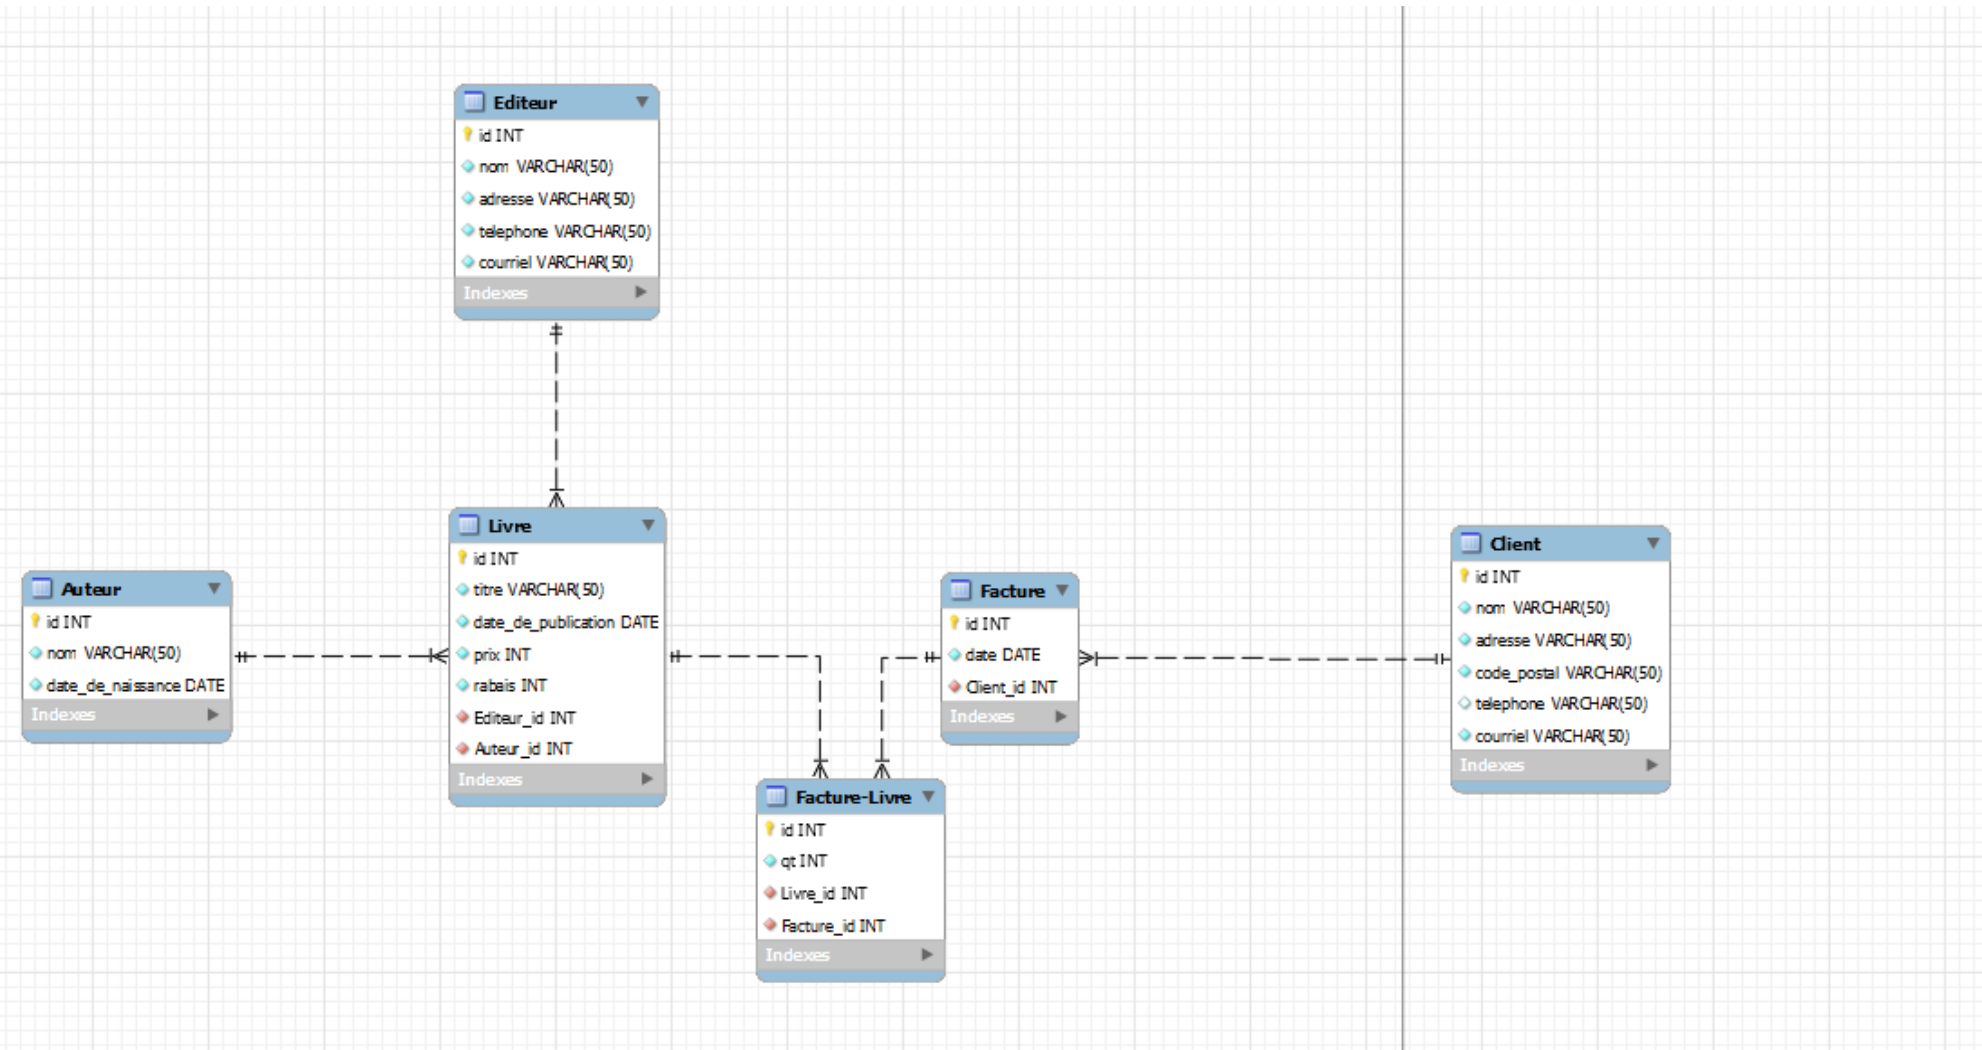 Editeur
id INT
nom VARCHAR(50)
adresse VARCHAR(50)
telephone VARCHAR(50)
courriel VARCHAR(50)
Indexes
Livre
id INT
titre VARCHAR(50)
date_de_publication DATE
prix INT
rabais INT
Editeur_id INT
Auteur_id INT
Indexes
Auteur
id INT
nom VARCHAR(50)
date_de_naissance DATE
Indexes
Facture
id INT
date DATE
Client_id INT
Indexes
Client
id INT
nom VARCHAR(50)
adresse VARCHAR(50)
code_postal VARCHAR(50)
telephone VARCHAR(50)
courriel VARCHAR(50)
Indexes
Facture-Livre
id INT
qt INT
Livre_id INT
Facture_id INT
Indexes